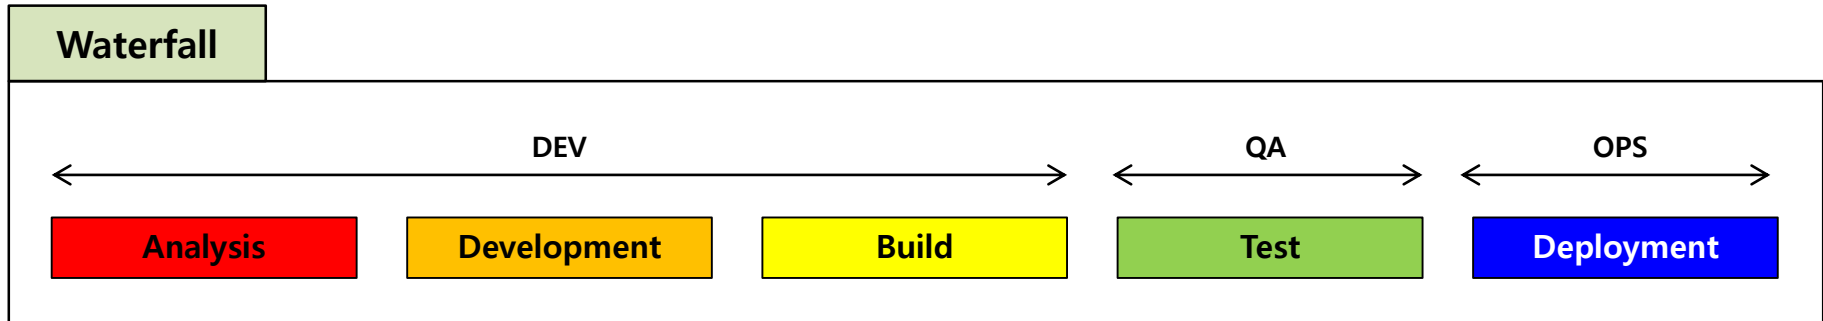 Waterfall
DEV QA OPS
Analysis Development Build Test Deployment